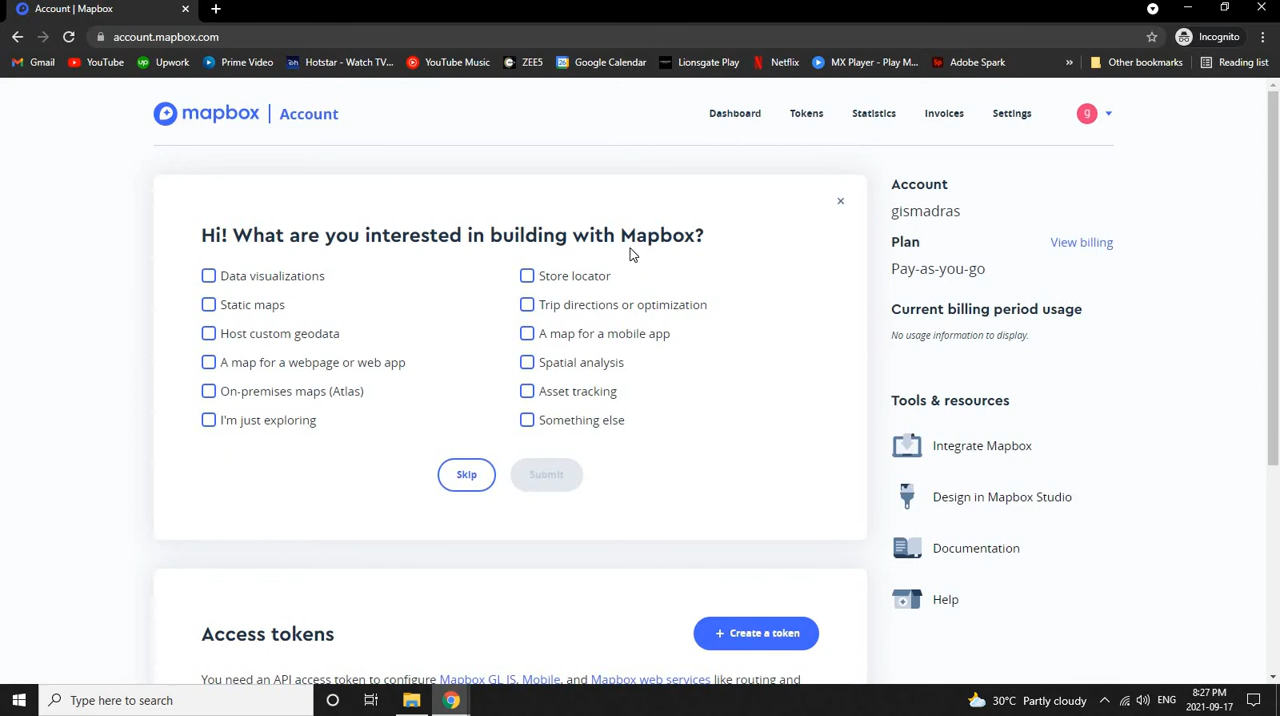 Account | Mapbox
account.mapbox.com
Incognito
Gmail YouTube Upwork Prime Video Hotstar - Watch TV... YouTube Music ZEE5 Google Calendar Lionsgate Play Netflix MX Player - Play M... Adobe Spark » Other bookmarks Reading list
mapbox | Account
Dashboard Tokens Statistics Invoices Settings g
Hi! What are you interested in building with Mapbox?
Data visualizations
Static maps
Host custom geodata
A map for a webpage or web app
On-premises maps (Atlas)
I'm just exploring
Store locator
Trip directions or optimization
A map for a mobile app
Spatial analysis
Asset tracking
Something else
Skip Submit
Access tokens
+ Create a token
You need an API access token to configure Mapbox GL JS, Mobile, and Mapbox web services like routing and
Account
gismadras
Plan View billing
Pay-as-you-go
Current billing period usage
No usage information to display.
Tools & resources
Integrate Mapbox
Design in Mapbox Studio
Documentation
Help
Type here to search
30°C Partly cloudy
ENG
8:27 PM
2021-09-17